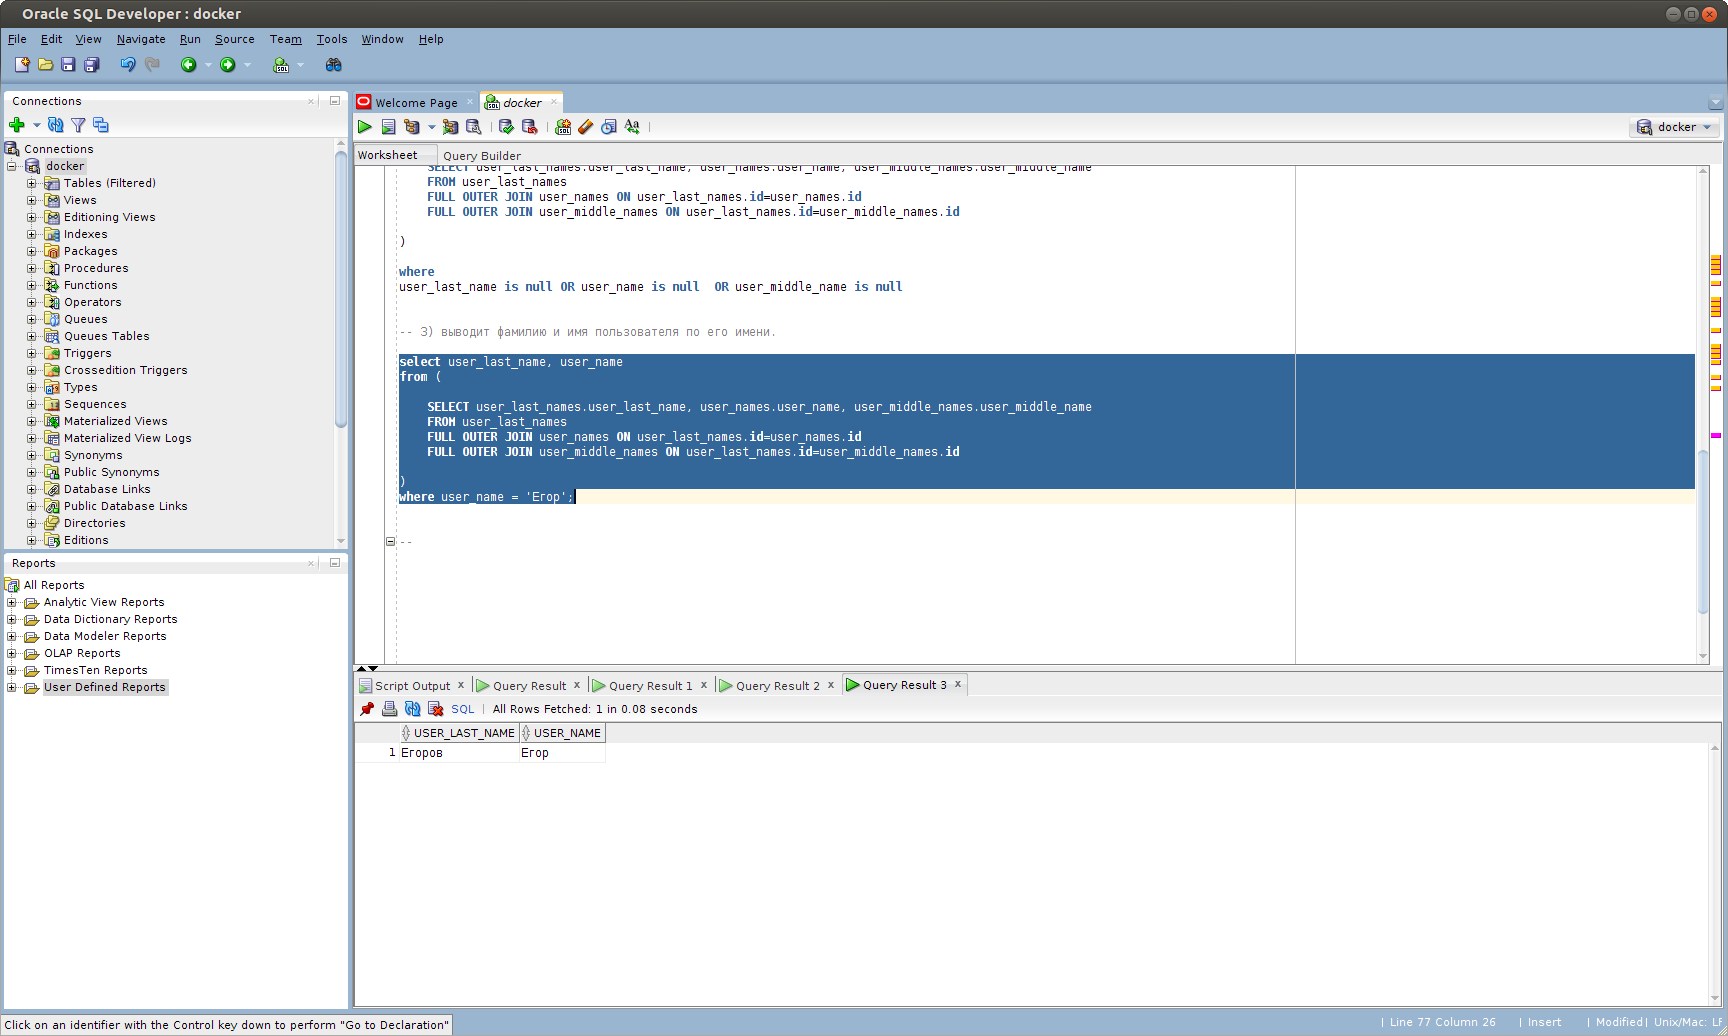 Oracle SQL Developer : docker
File Edit View Navigate Run Source Team Tools Window Help
Connections
Connections
docker
Tables (Filtered)
Views
Editioning Views
Indexes
Packages
Procedures
Functions
Operators
Queues
Queues Tables
Triggers
Crossedition Triggers
Types
Sequences
Materialized Views
Materialized View Logs
Synonyms
Public Synonyms
Database Links
Public Database Links
Directories
Editions
Reports
All Reports
Analytic View Reports
Data Dictionary Reports
Data Modeler Reports
OLAP Reports
TimesTen Reports
User Defined Reports
Welcome Page
docker
docker
Worksheet Query Builder
SELECT user_last_names.user_last_name, user_names.user_name, user_middle_names.user_middle_name
FROM user_last_names
FULL OUTER JOIN user_names ON user_last_names.id=user_names.id
FULL OUTER JOIN user_middle_names ON user_last_names.id=user_middle_names.id
)
where
user_last_name is null OR user_name is null  OR user_middle_name is null
-- 3) выводит фамилию и имя пользователя по его имени.
select user_last_name, user_name
from (
SELECT user_last_names.user_last_name, user_names.user_name, user_middle_names.user_middle_name
FROM user_last_names
FULL OUTER JOIN user_names ON user_last_names.id=user_names.id
FULL OUTER JOIN user_middle_names ON user_last_names.id=user_middle_names.id
)
where user_name = 'Егор';
--
Script Output x Query Result x Query Result 1 x Query Result 2 x Query Result 3 x
SQL | All Rows Fetched: 1 in 0.08 seconds
USER_LAST_NAME USER_NAME
1 Егоров Егор
Click on an identifier with the Control key down to perform "Go to Declaration"
| Line 77 Column 26 | Insert | Modified | Unix/Mac: LF